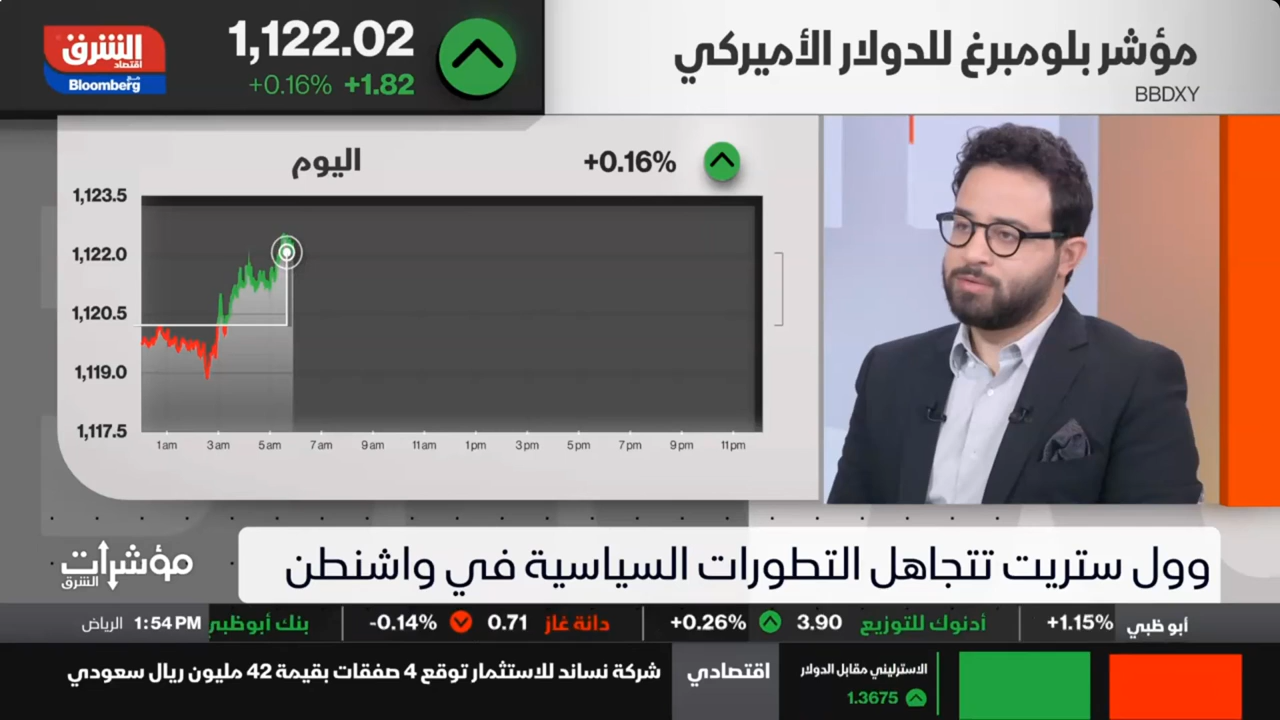 الشرق
اقتصاد
مع
Bloomberg
1,122.02
+0.16% +1.82
مؤشر بلومبرغ للدولار الأميركي
BBDXY
اليوم
+0.16%
1,123.5
1,122.0
1,120.5
1,119.0
1,117.5
1am 3am 5am 7am 9am 11am 1pm 3pm 5pm 7pm 9pm 11pm
وول ستريت تتجاهل التطورات السياسية في واشنطن
مؤشرات
الشرق
أبو ظبي +1.15% أدنوك للتوزيع 3.90 +0.26% دانة غاز 0.71 -0.14% بنك أبوظبي
1:54 PM الرياض
الاسترليني مقابل الدولار
1.3675
اقتصادي
شركة نساند للاستثمار توقع 4 صفقات بقيمة 42 مليون ريال سعودي